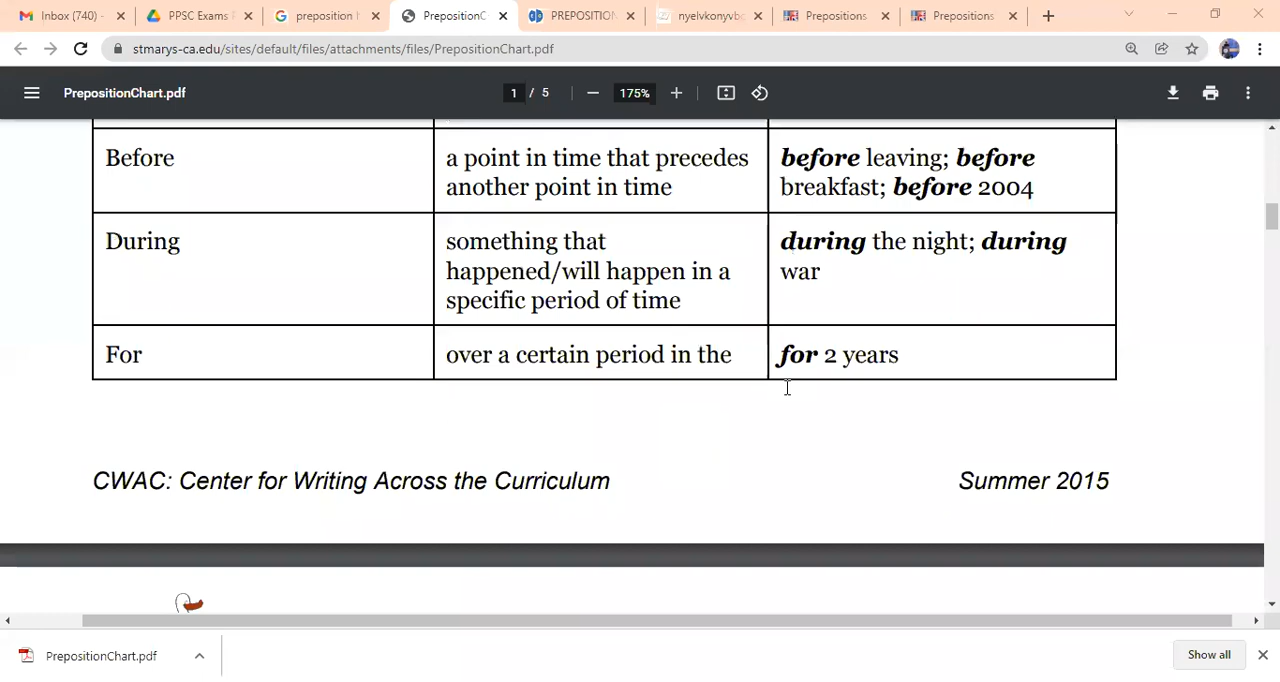 Inbox (740) -
PPSC Exams
preposition
PrepositionC
PREPOSITION
nyelvkonyvbo
Prepositions
Prepositions
stmarys-ca.edu/sites/default/files/attachments/files/PrepositionChart.pdf
PrepositionChart.pdf
1 / 5
175%
Before
a point in time that precedes
another point in time
before leaving; before
breakfast; before 2004
During
something that
happened/will happen in a
specific period of time
during the night; during
war
For
over a certain period in the
for 2 years
CWAC: Center for Writing Across the Curriculum
Summer 2015
PrepositionChart.pdf
Show all